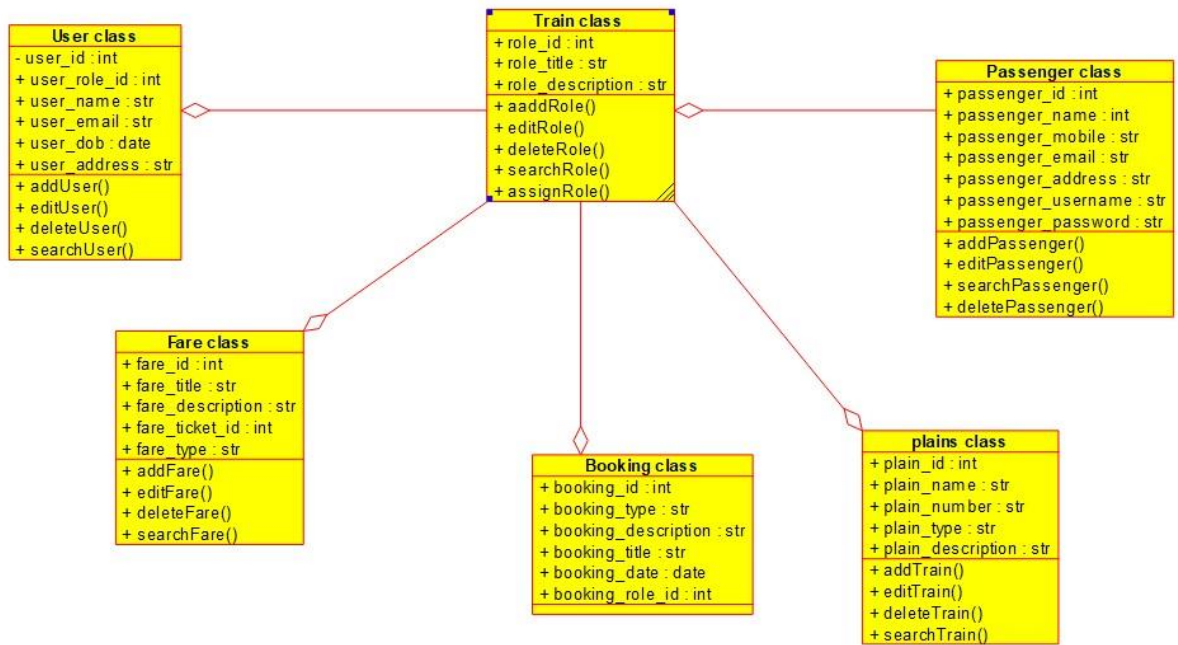 User class
- user_id : int
+ user_role_id : int
+ user_name : str
+ user_email : str
+ user_dob : date
+ user_address : str
+ addUser()
+ editUser()
+ deleteUser()
+ searchUser()
Train class
+ role_id : int
+ role_title : str
+ role_description : str
+ aaddRole()
+ editRole()
+ deleteRole()
+ searchRole()
+ assignRole()
Passenger class
+ passenger_id : int
+ passenger_name : int
+ passenger_mobile : str
+ passenger_email : str
+ passenger_address : str
+ passenger_username : str
+ passenger_password : str
+ addPassenger()
+ editPassenger()
+ searchPassenger()
+ deletePassenger()
Fare class
+ fare_id : int
+ fare_title : str
+ fare_description : str
+ fare_ticket_id : int
+ fare_type : str
+ addFare()
+ editFare()
+ deleteFare()
+ searchFare()
Booking class
+ booking_id : int
+ booking_type : str
+ booking_description : str
+ booking_title : str
+ booking_date : date
+ booking_role_id : int
plains class
+ plain_id : int
+ plain_name : str
+ plain_number : str
+ plain_type : str
+ plain_description : str
+ addTrain()
+ editTrain()
+ deleteTrain()
+ searchTrain()